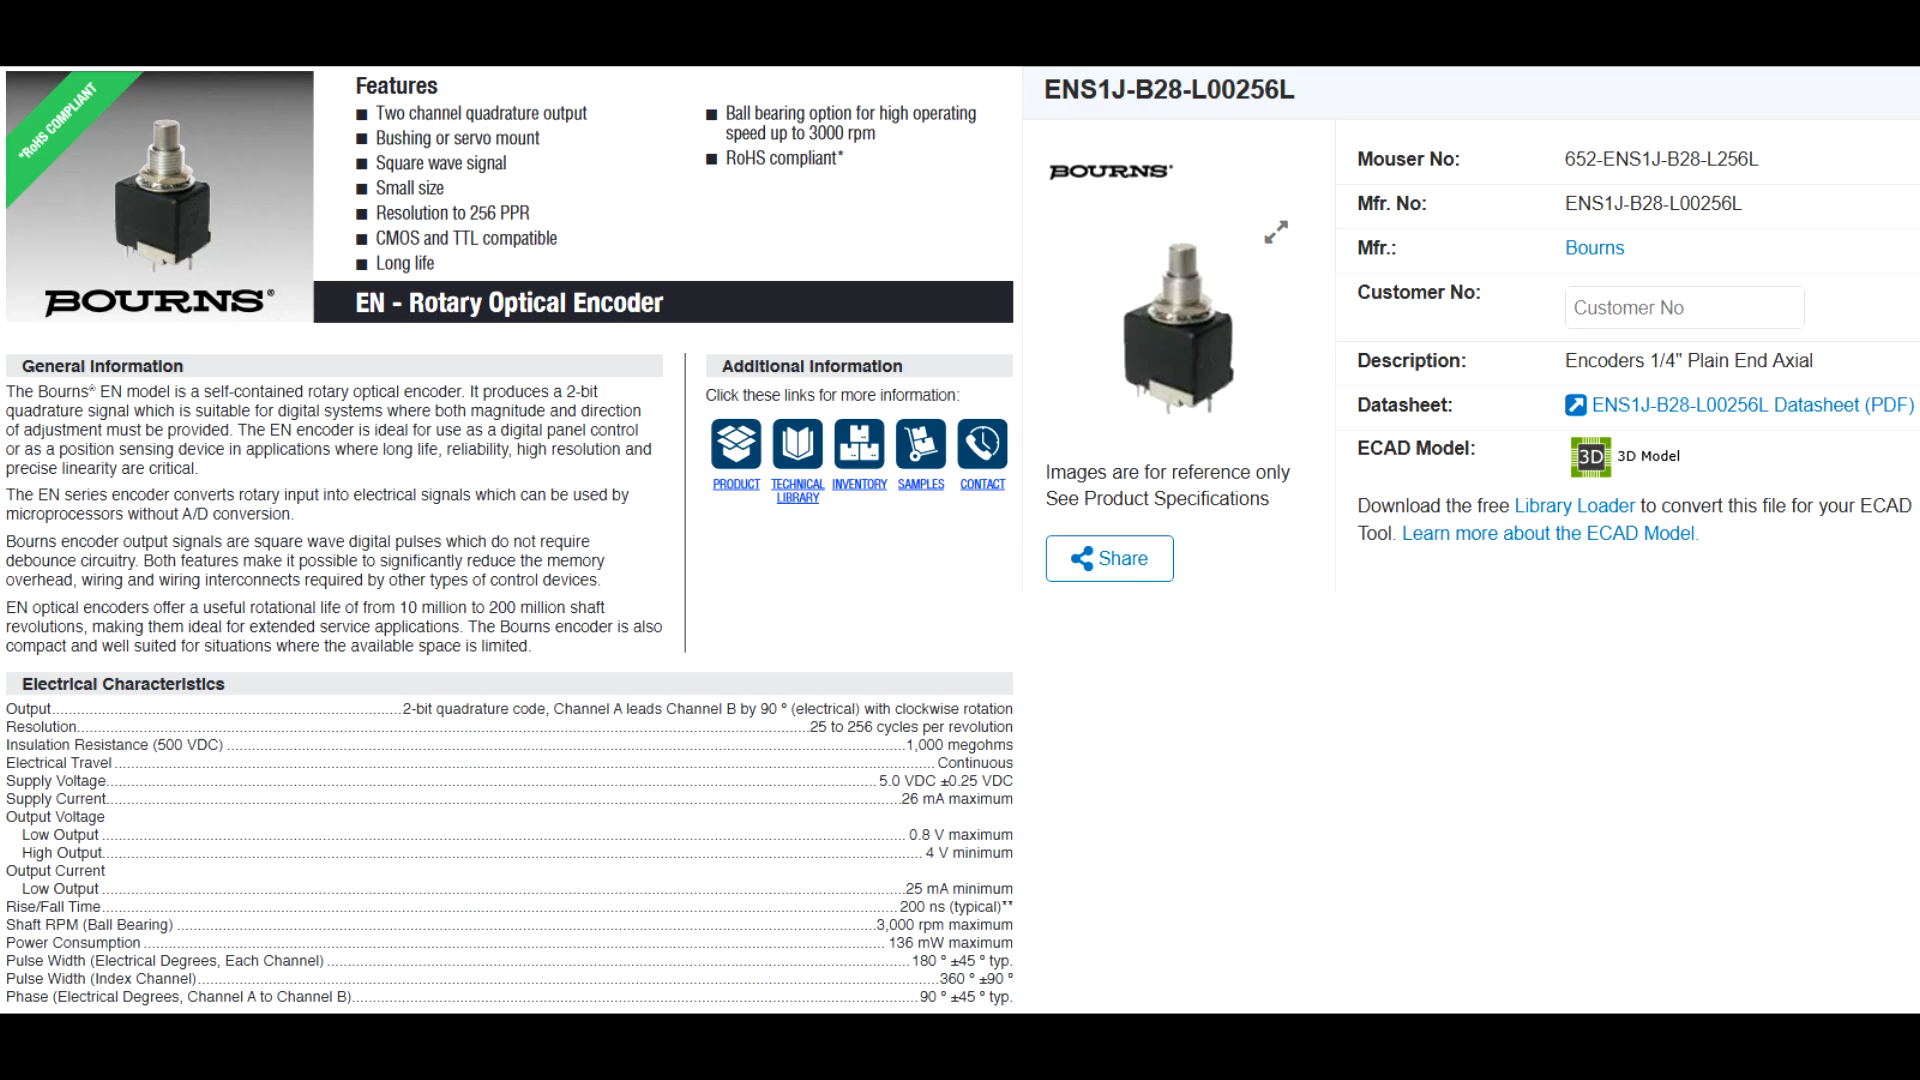 *RoHS COMPLIANT
BOURNS®
Features
■ Two channel quadrature output
■ Bushing or servo mount
■ Square wave signal
■ Small size
■ Resolution to 256 PPR
■ CMOS and TTL compatible
■ Long life
■ Ball bearing option for high operating
speed up to 3000 rpm
■ RoHS compliant*
EN - Rotary Optical Encoder
General Information
The Bourns® EN model is a self-contained rotary optical encoder. It produces a 2-bit
quadrature signal which is suitable for digital systems where both magnitude and direction
of adjustment must be provided. The EN encoder is ideal for use as a digital panel control
or as a position sensing device in applications where long life, reliability, high resolution and
precise linearity are critical.
The EN series encoder converts rotary input into electrical signals which can be used by
microprocessors without A/D conversion.
Bourns encoder output signals are square wave digital pulses which do not require
debounce circuitry. Both features make it possible to significantly reduce the memory
overhead, wiring and wiring interconnects required by other types of control devices.
EN optical encoders offer a useful rotational life of from 10 million to 200 million shaft
revolutions, making them ideal for extended service applications. The Bourns encoder is also
compact and well suited for situations where the available space is limited.
Additional Information
Click these links for more information:
PRODUCT TECHNICAL LIBRARY INVENTORY SAMPLES CONTACT
Electrical Characteristics
Output 2-bit quadrature code, Channel A leads Channel B by 90 ° (electrical) with clockwise rotation
Resolution 25 to 256 cycles per revolution
Insulation Resistance (500 VDC) 1,000 megohms
Electrical Travel Continuous
Supply Voltage 5.0 VDC ±0.25 VDC
Supply Current 26 mA maximum
Output Voltage
Low Output 0.8 V maximum
High Output 4 V minimum
Output Current
Low Output 25 mA minimum
Rise/Fall Time 200 ns (typical)**
Shaft RPM (Ball Bearing) 3,000 rpm maximum
Power Consumption 136 mW maximum
Pulse Width (Electrical Degrees, Each Channel) 180 ° ±45 ° typ.
Pulse Width (Index Channel) 360 ° ±90 °
Phase (Electrical Degrees, Channel A to Channel B) 90 ° ±45 ° typ.
ENS1J-B28-L00256L
BOURNS®
Images are for reference only
See Product Specifications
Share
Mouser No: 652-ENS1J-B28-L256L
Mfr. No: ENS1J-B28-L00256L
Mfr.: Bourns
Customer No: Customer No
Description: Encoders 1/4" Plain End Axial
Datasheet: ENS1J-B28-L00256L Datasheet (PDF)
ECAD Model: 3D 3D Model
Download the free Library Loader to convert this file for your ECAD
Tool. Learn more about the ECAD Model.